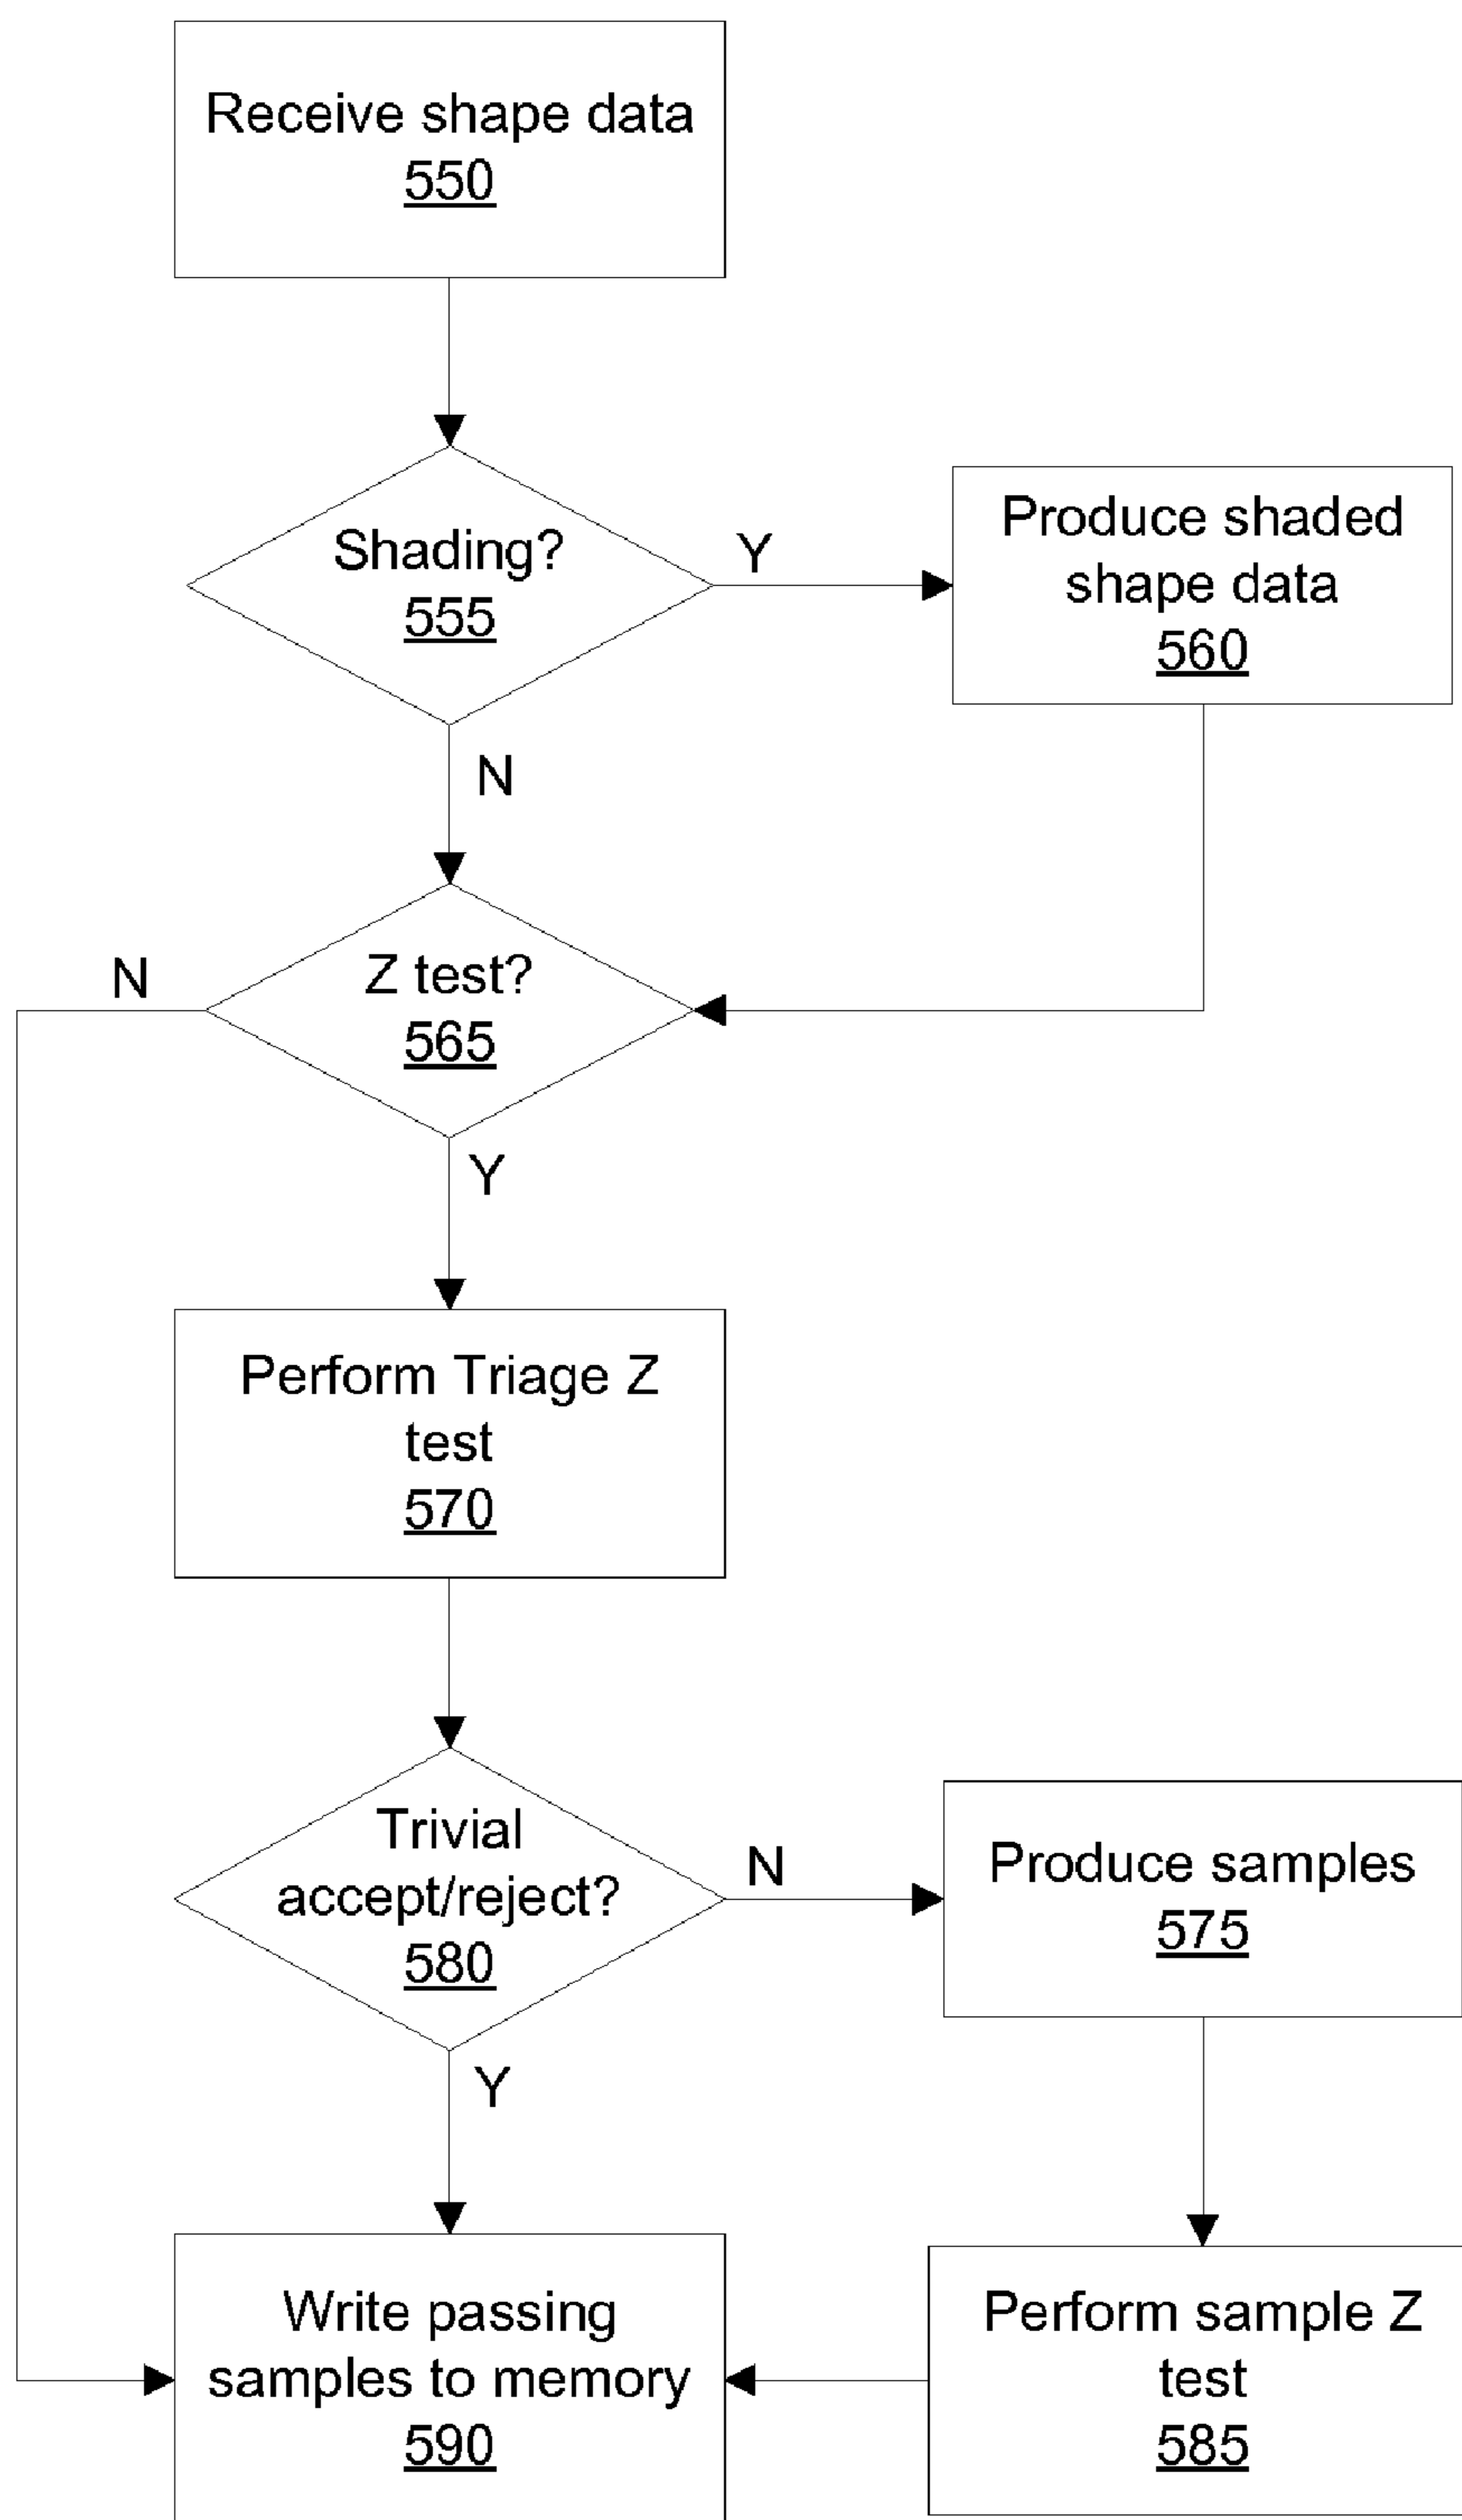 Receive shape data
550
Shading?
555
Y
Produce shaded
shape data
560
N
N
Z test?
565
Y
Perform Triage Z
test
570
Trivial
accept/reject?
580
N
Produce samples
575
Y
Write passing
samples to memory
590
Perform sample Z
test
585